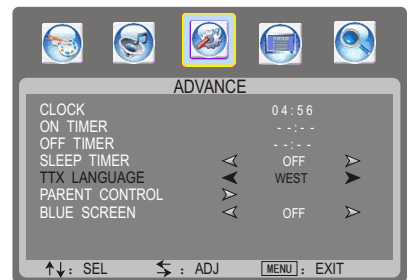 ADVANCE
CLOCK 04:56
ON TIMER --:--
OFF TIMER --:--
SLEEP TIMER OFF
TTX LANGUAGE WEST
PARENT CONTROL
BLUE SCREEN OFF
: SEL : ADJ MENU : EXIT